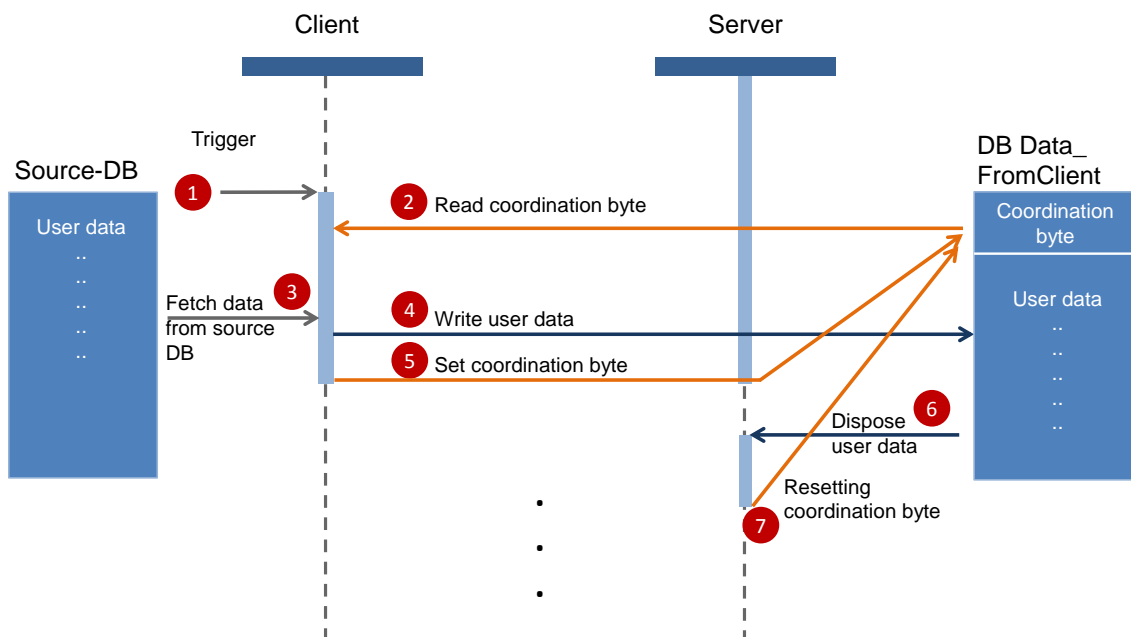 Client
Server
Trigger
Source-DB
DB Data_
FromClient
1
2
Read coordination byte
Coordination
byte
User data
..
..
..
..
..
3
Fetch data
from source
DB
4
Write user data
User data
..
..
..
..
..
5
Set coordination byte
6
Dispose
user data
Resetting
coordination byte
7
.
.
.